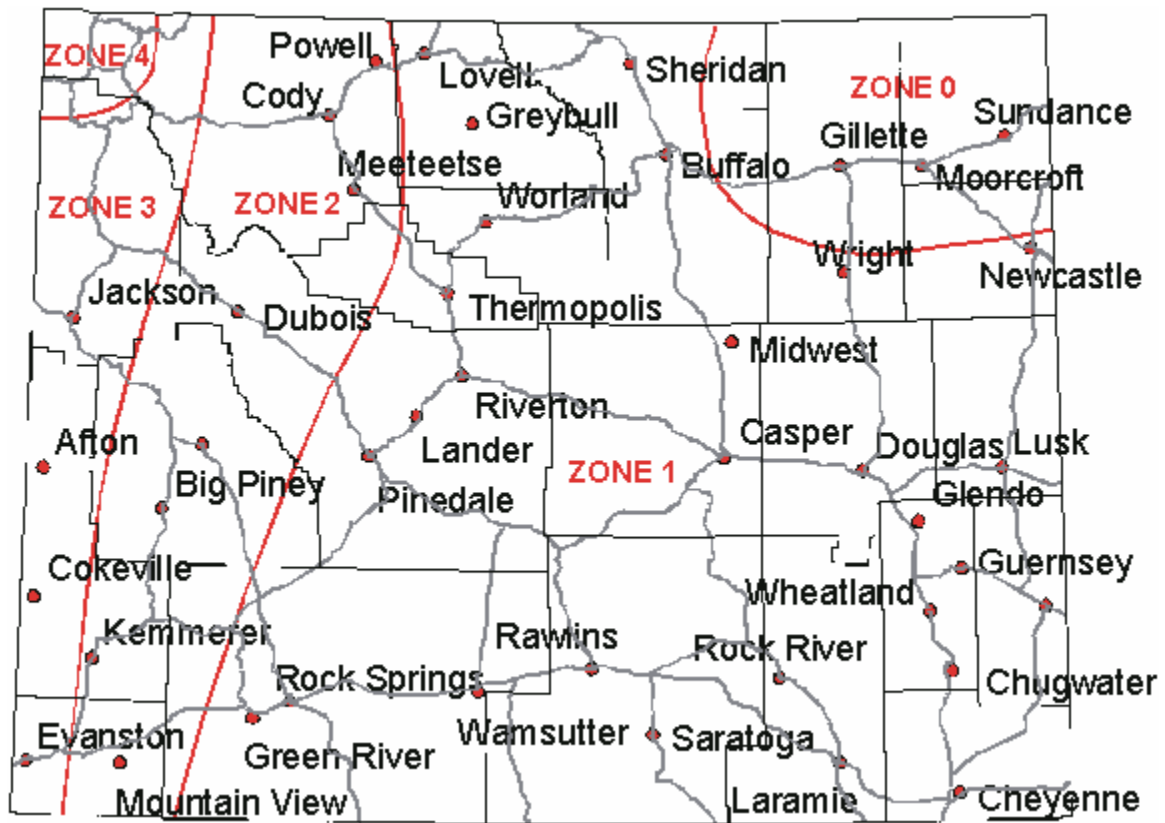 Powell
ZONE 4
Lovell
Sheridan
ZONE 0
Cody
Greybull
Sundance
Gillette
Meeteetse
Buffalo
Moorcroft
ZONE 3
ZONE 2
Worland
Wright
Newcastle
Jackson
Dubois
Thermopolis
Midwest
Riverton
Casper
Afton
Lander
ZONE 1
Douglas
Lusk
Big Piney
Pinedale
Glendo
Cokeville
Guernsey
Wheatland
Kemmerer
Rawlins
Rock River
Rock Springs
Chugwater
Evanston
Wamsutter
Saratoga
Green River
Mountain View
Laramie
Cheyenne